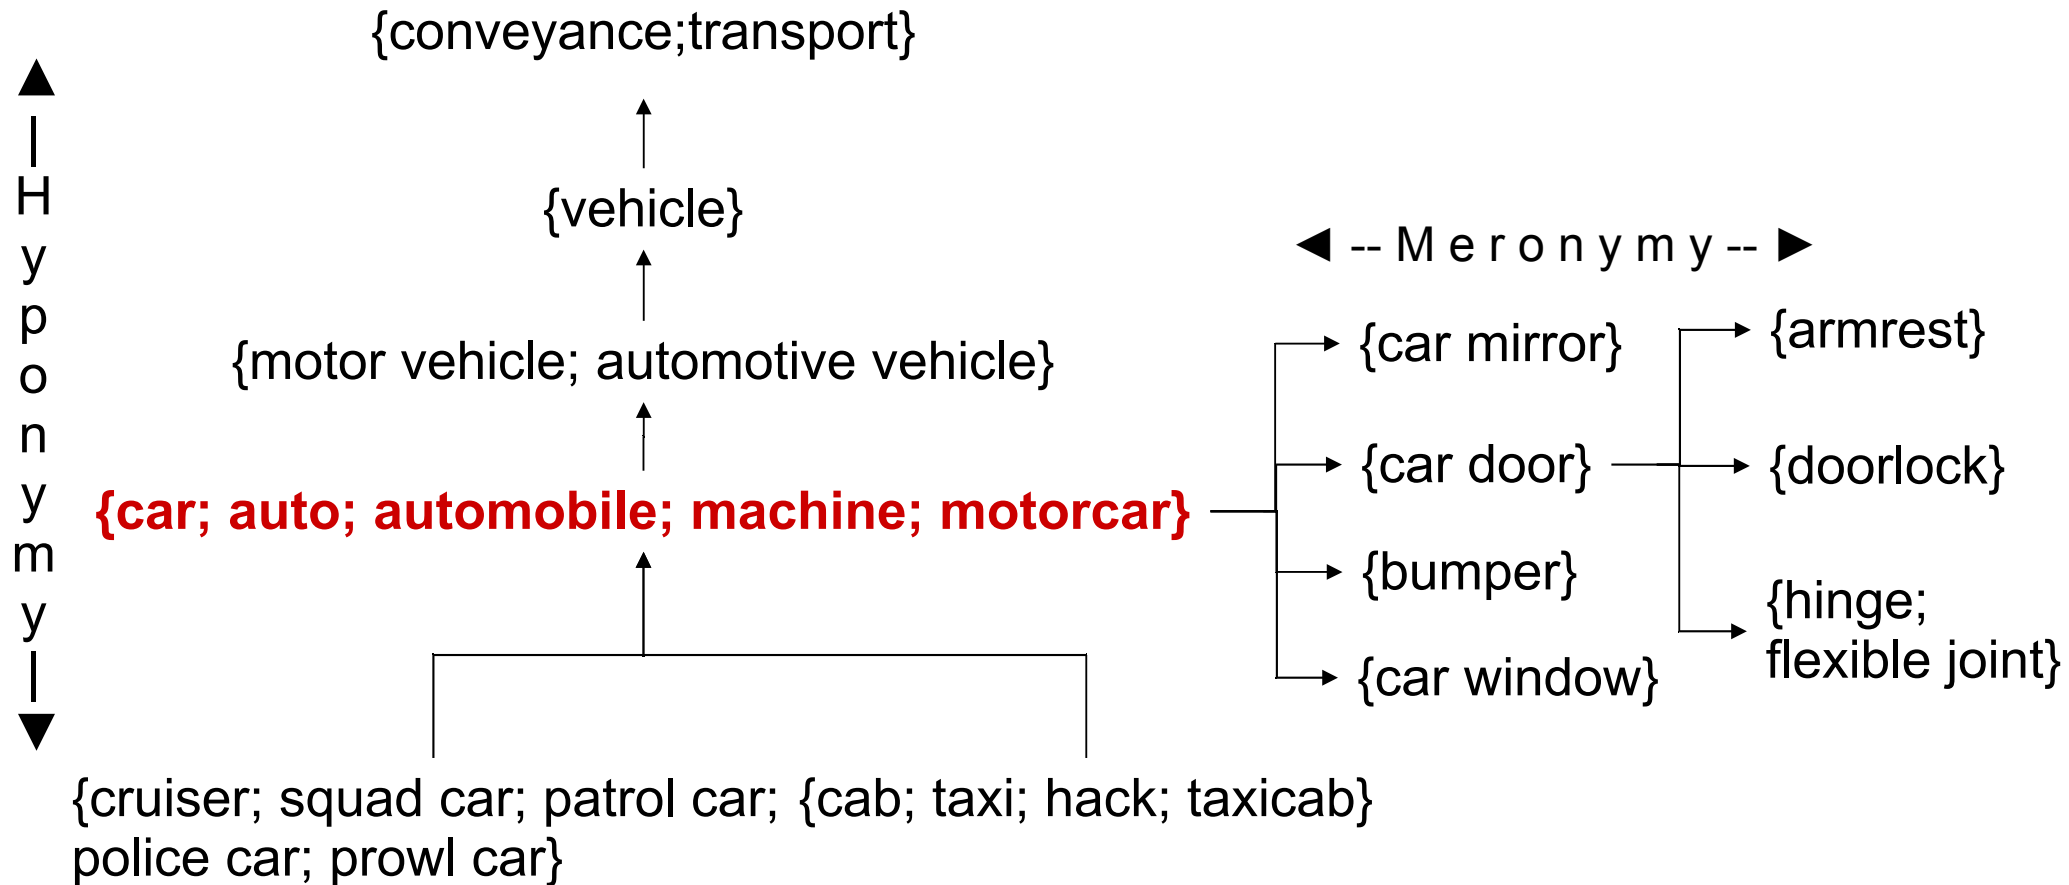 {conveyance;transport}
{vehicle}
{motor vehicle; automotive vehicle}
{car; auto; automobile; machine; motorcar}
{cruiser; squad car; patrol car;
police car; prowl car}
{cab; taxi; hack; taxicab}
Hyponymy
-- M e r o n y m y --
{car mirror}
{car door}
{bumper}
{car window}
{armrest}
{doorlock}
{hinge;
flexible joint}